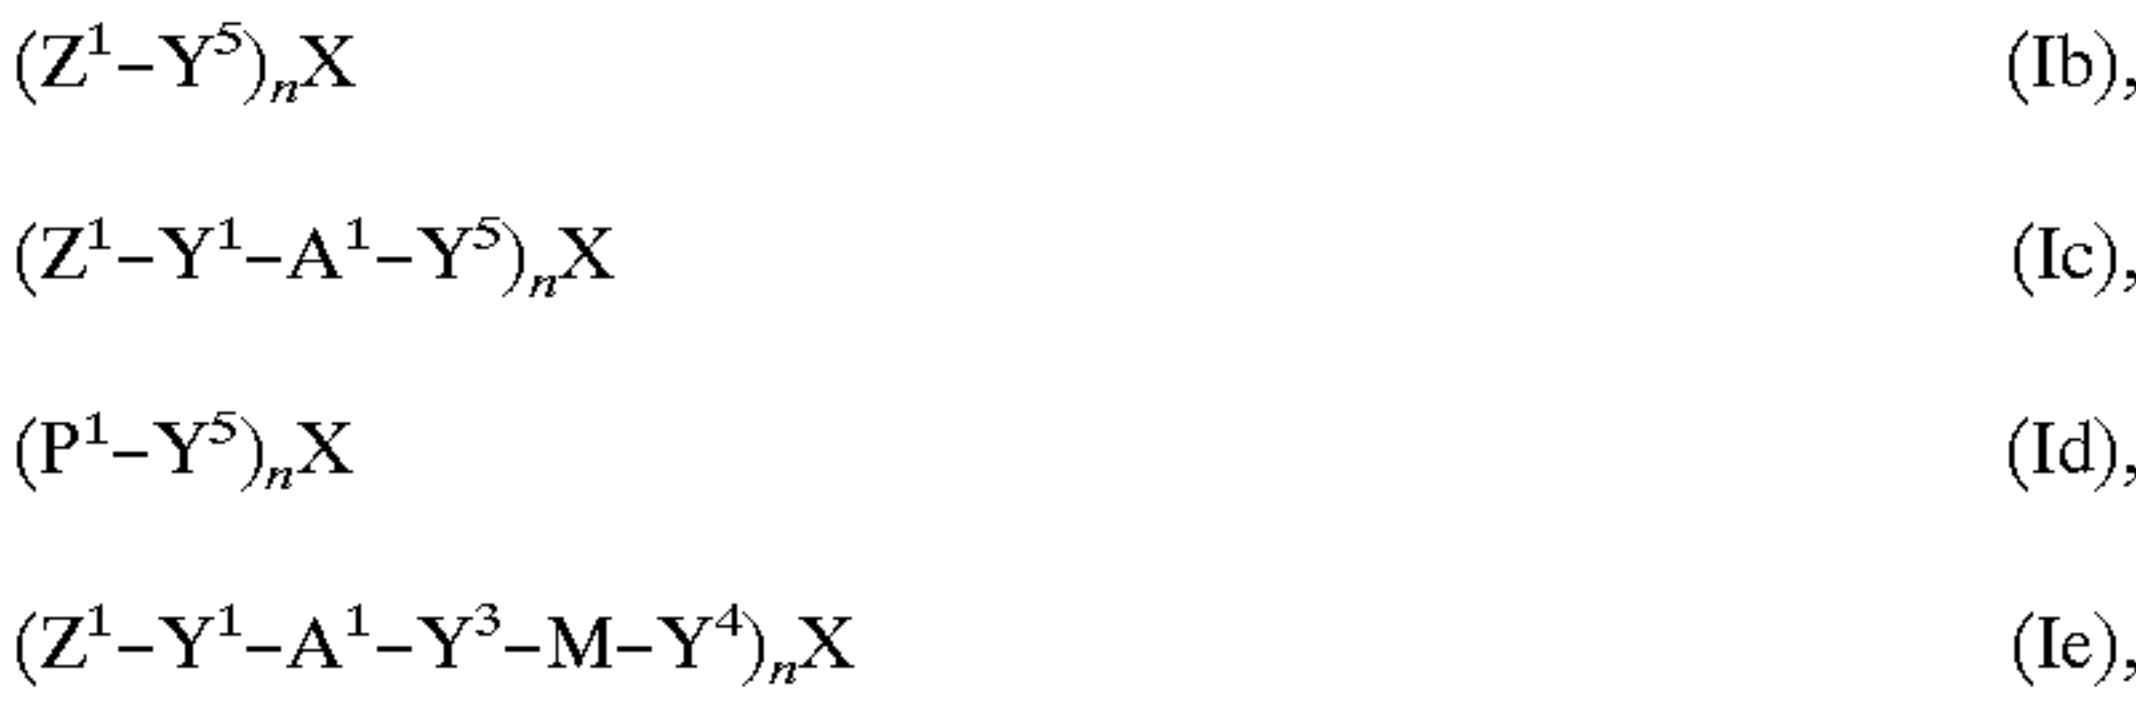 (Z¹–Y⁵)ₙX (Ib),
(Z¹–Y¹–A¹–Y⁵)ₙX (Ic),
(P¹–Y⁵)ₙX (Id),
(Z¹–Y¹–A¹–Y³–M–Y⁴)ₙX (Ie),